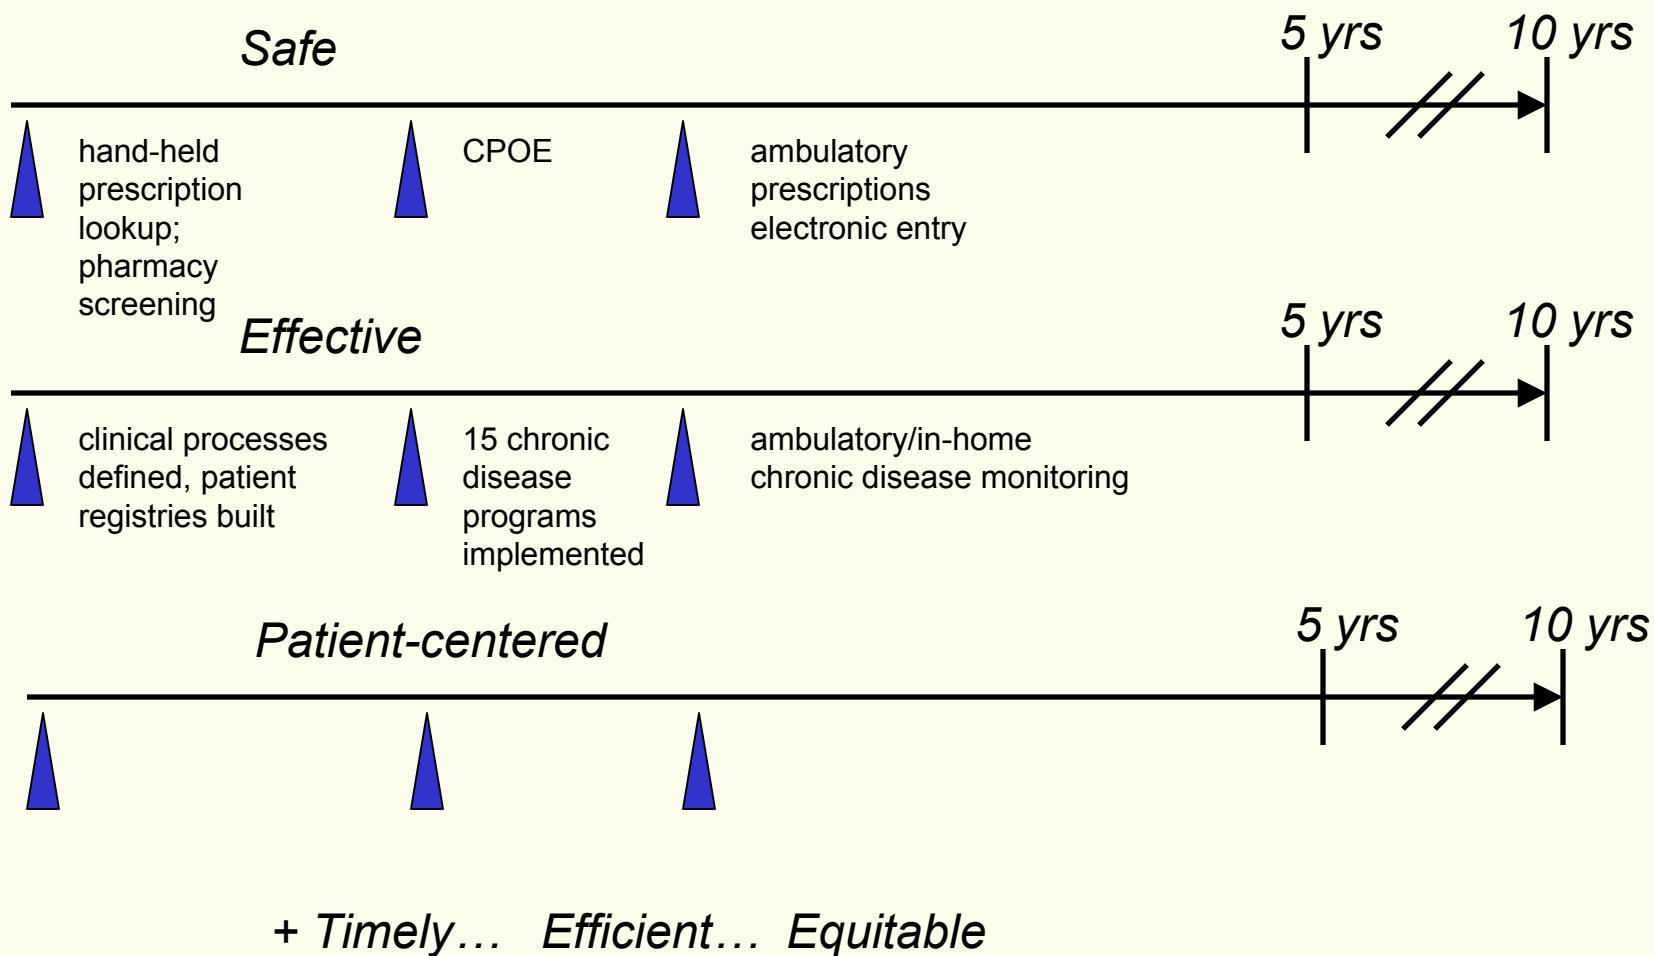 Safe
5 yrs
10 yrs
hand-held
prescription
lookup;
pharmacy
screening
CPOE
ambulatory
prescriptions
electronic entry
Effective
5 yrs
10 yrs
clinical processes
defined, patient
registries built
15 chronic
disease
programs
implemented
ambulatory/in-home
chronic disease monitoring
Patient-centered
5 yrs
10 yrs
+ Timely… Efficient… Equitable